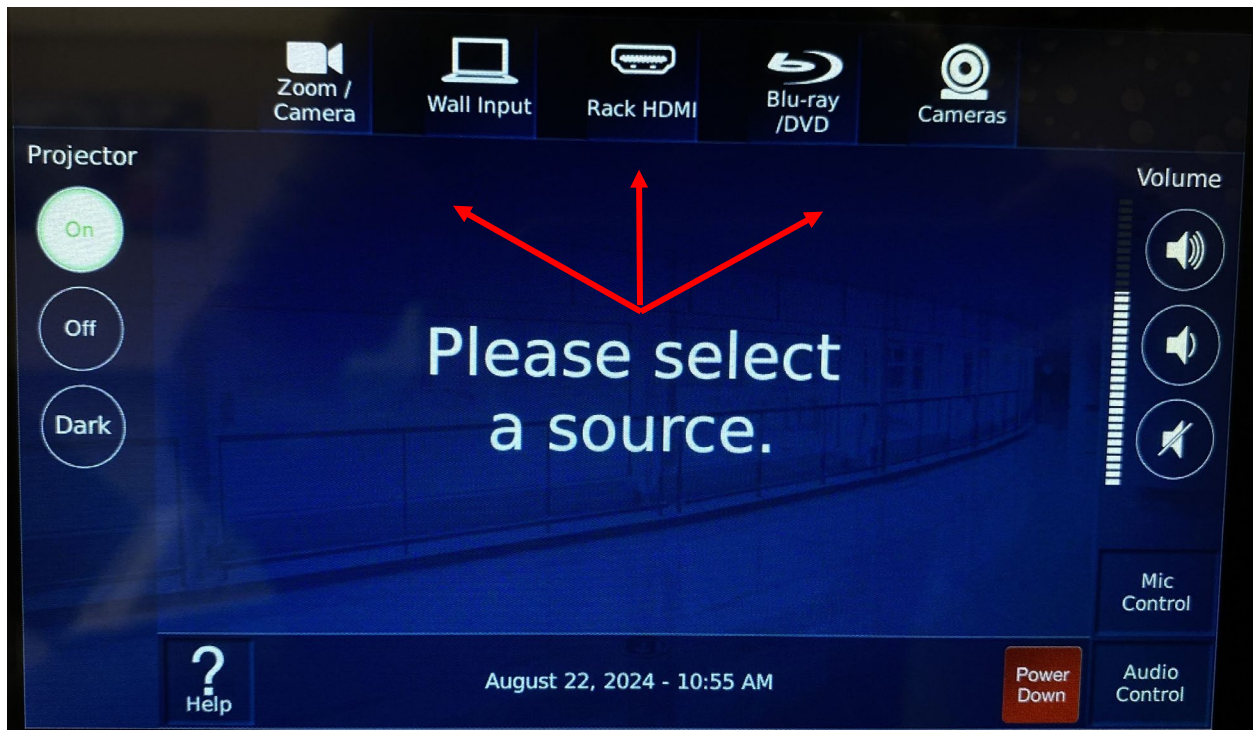 Zoom /
Camera
Wall Input
Rack HDMI
Blu-ray
/DVD
Cameras
Projector
On
Off
Dark
Please select
a source.
Volume
Mic
Control
?
Help
August 22, 2024 - 10:55 AM
Power
Down
Audio
Control